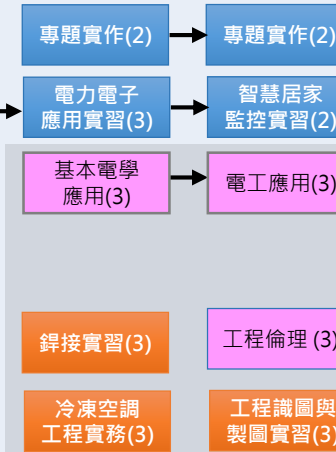 專題實作(2)
專題實作(2)
電力電子
應用實習(3)
智慧居家
監控實習(2)
基本電學
應用(3)
電工應用(3)
銲接實習(3)
工程倫理 (3)
冷凍空調
工程實務(3)
工程識圖與
製圖實習(3)